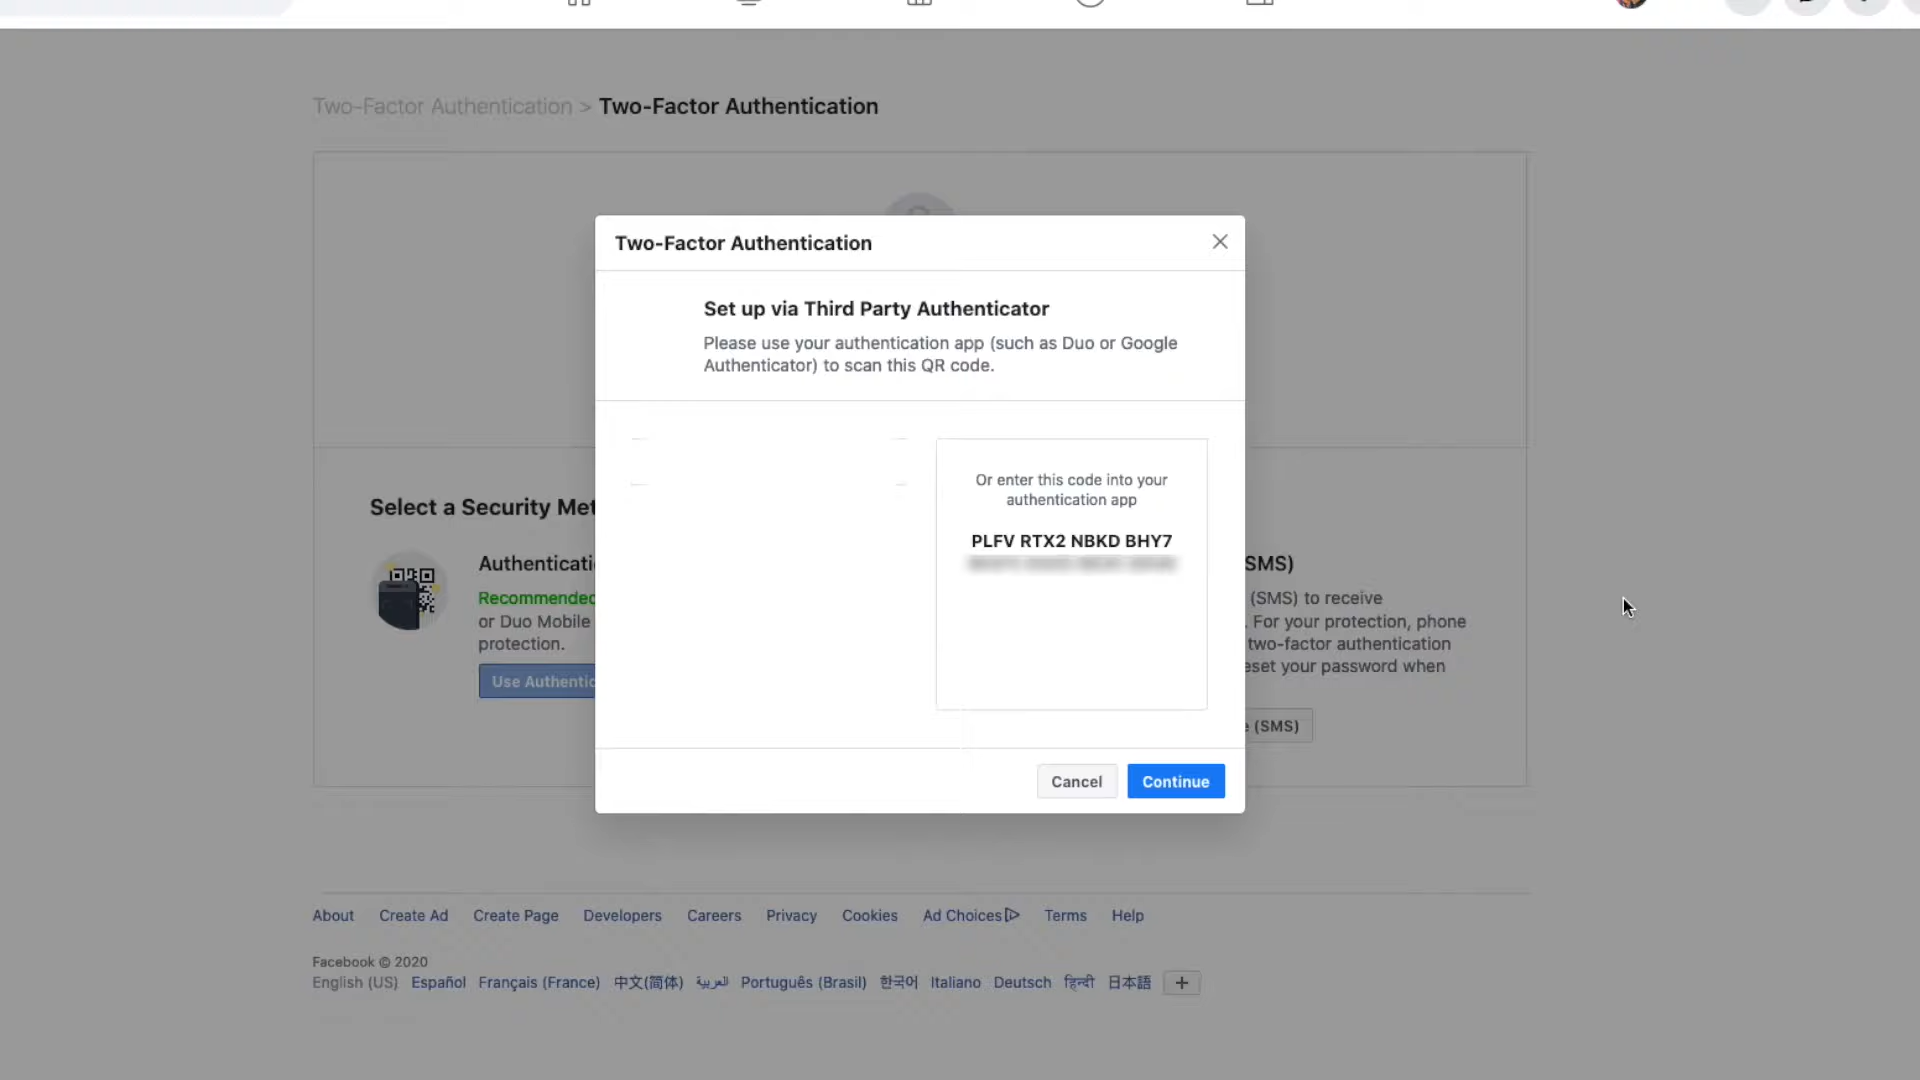 Two-Factor Authentication > Two-Factor Authentication
Two-Factor Authentication
Set up via Third Party Authenticator
Please use your authentication app (such as Duo or Google
Authenticator) to scan this QR code.
Or enter this code into your
authentication app
PLFV RTX2 NBKD BHY7
Select a Security Met
Authenticati
Recommended
or Duo Mobile
protection.
Use Authentic
SMS)
(SMS) to receive
. For your protection, phone
two-factor authentication
eset your password when
e (SMS)
Cancel Continue
About Create Ad Create Page Developers Careers Privacy Cookies Ad Choices Terms Help
Facebook © 2020
English (US) Español Français (France) 中文(简体) العربية Português (Brasil) 한국어 Italiano Deutsch हिन्दी 日本語 +